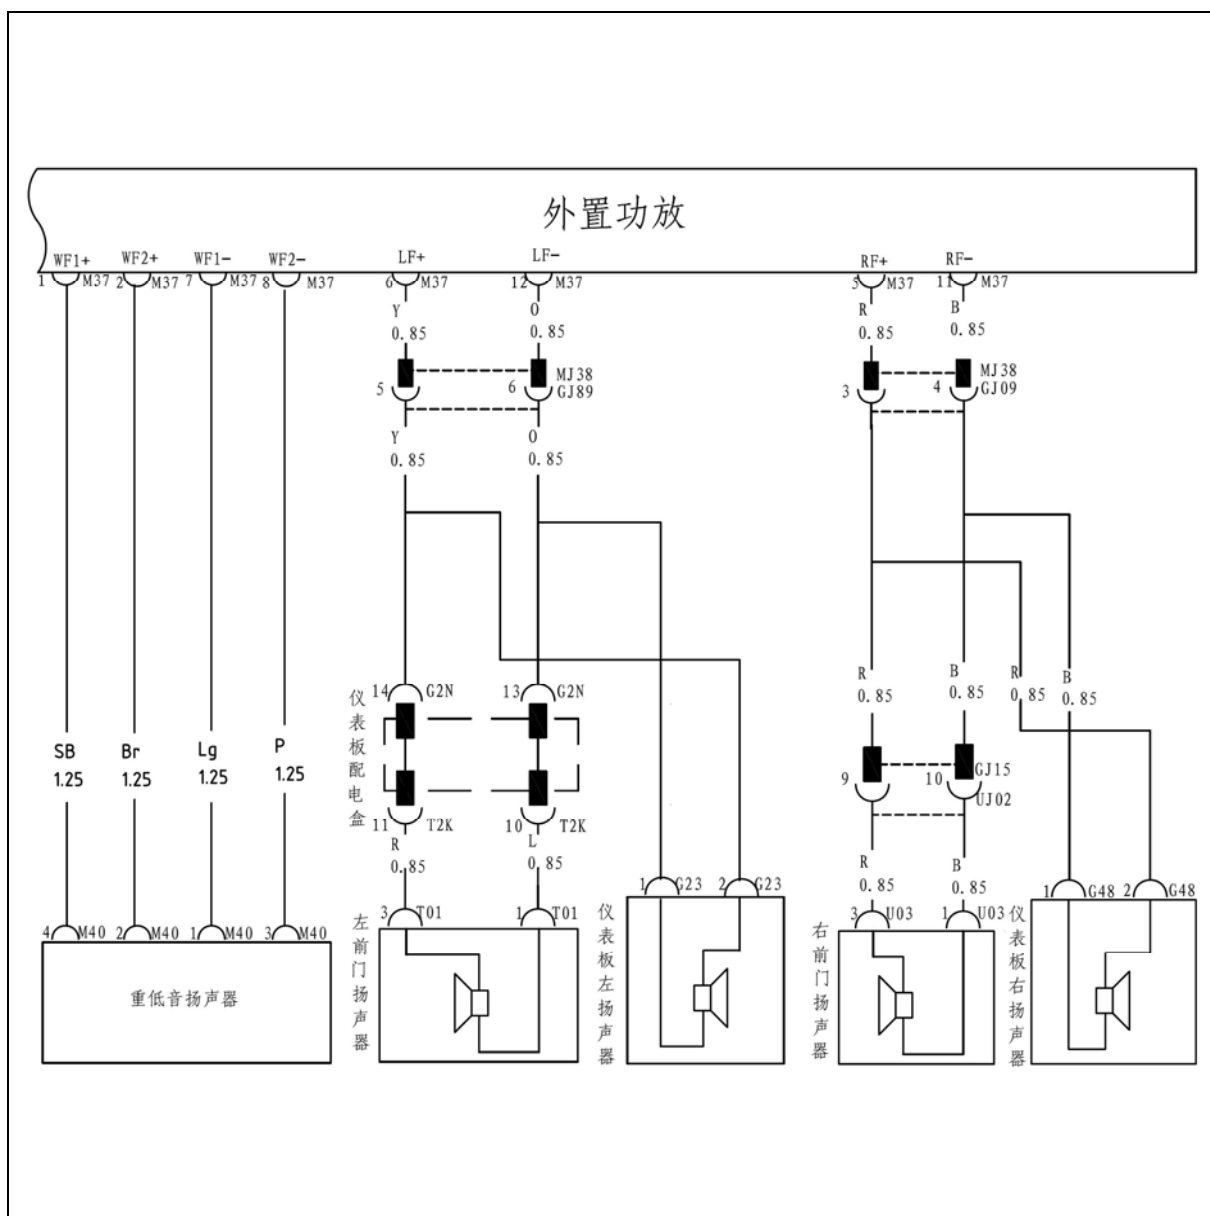 外置功放
WF1+ WF2+ WF1- WF2- LF+ LF- RF+ RF-
1 M37 2 M37 7 M37 8 M37 6 M37 12 M37 5 M37 11 M37
Y O R B
0.85 0.85 0.85 0.85
5 6 MJ38 3 4 MJ38
GJ89 GJ09
Y O
0.85 0.85
R B R B
0.85 0.85 0.85 0.85
14 G2N 13 G2N
仪表板配电盒
SB Br Lg P
1.25 1.25 1.25 1.25
9 10 GJ15
UJ02
11 T2K 10 T2K
R L R B
0.85 0.85 0.85 0.85
1 G23 2 G23 1 G48 2 G48
4 M40 2 M40 1 M40 3 M40 3 T01 1 T01 3 U03 1 U03
重低音扬声器
左前门扬声器
仪表板左扬声器
右前门扬声器
仪表板右扬声器